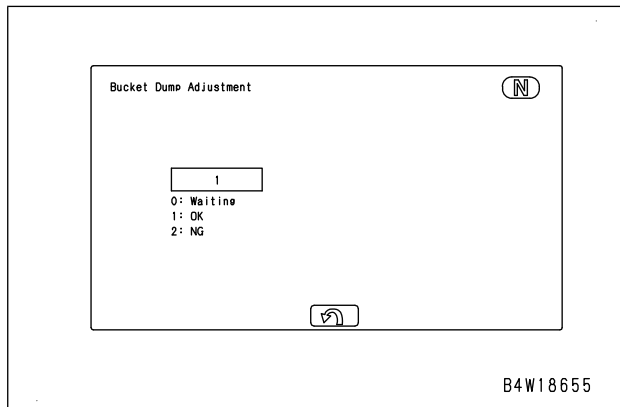 Bucket Dump Adjustment
N
1
0: Waiting
1: OK
2: NG
B4W18655